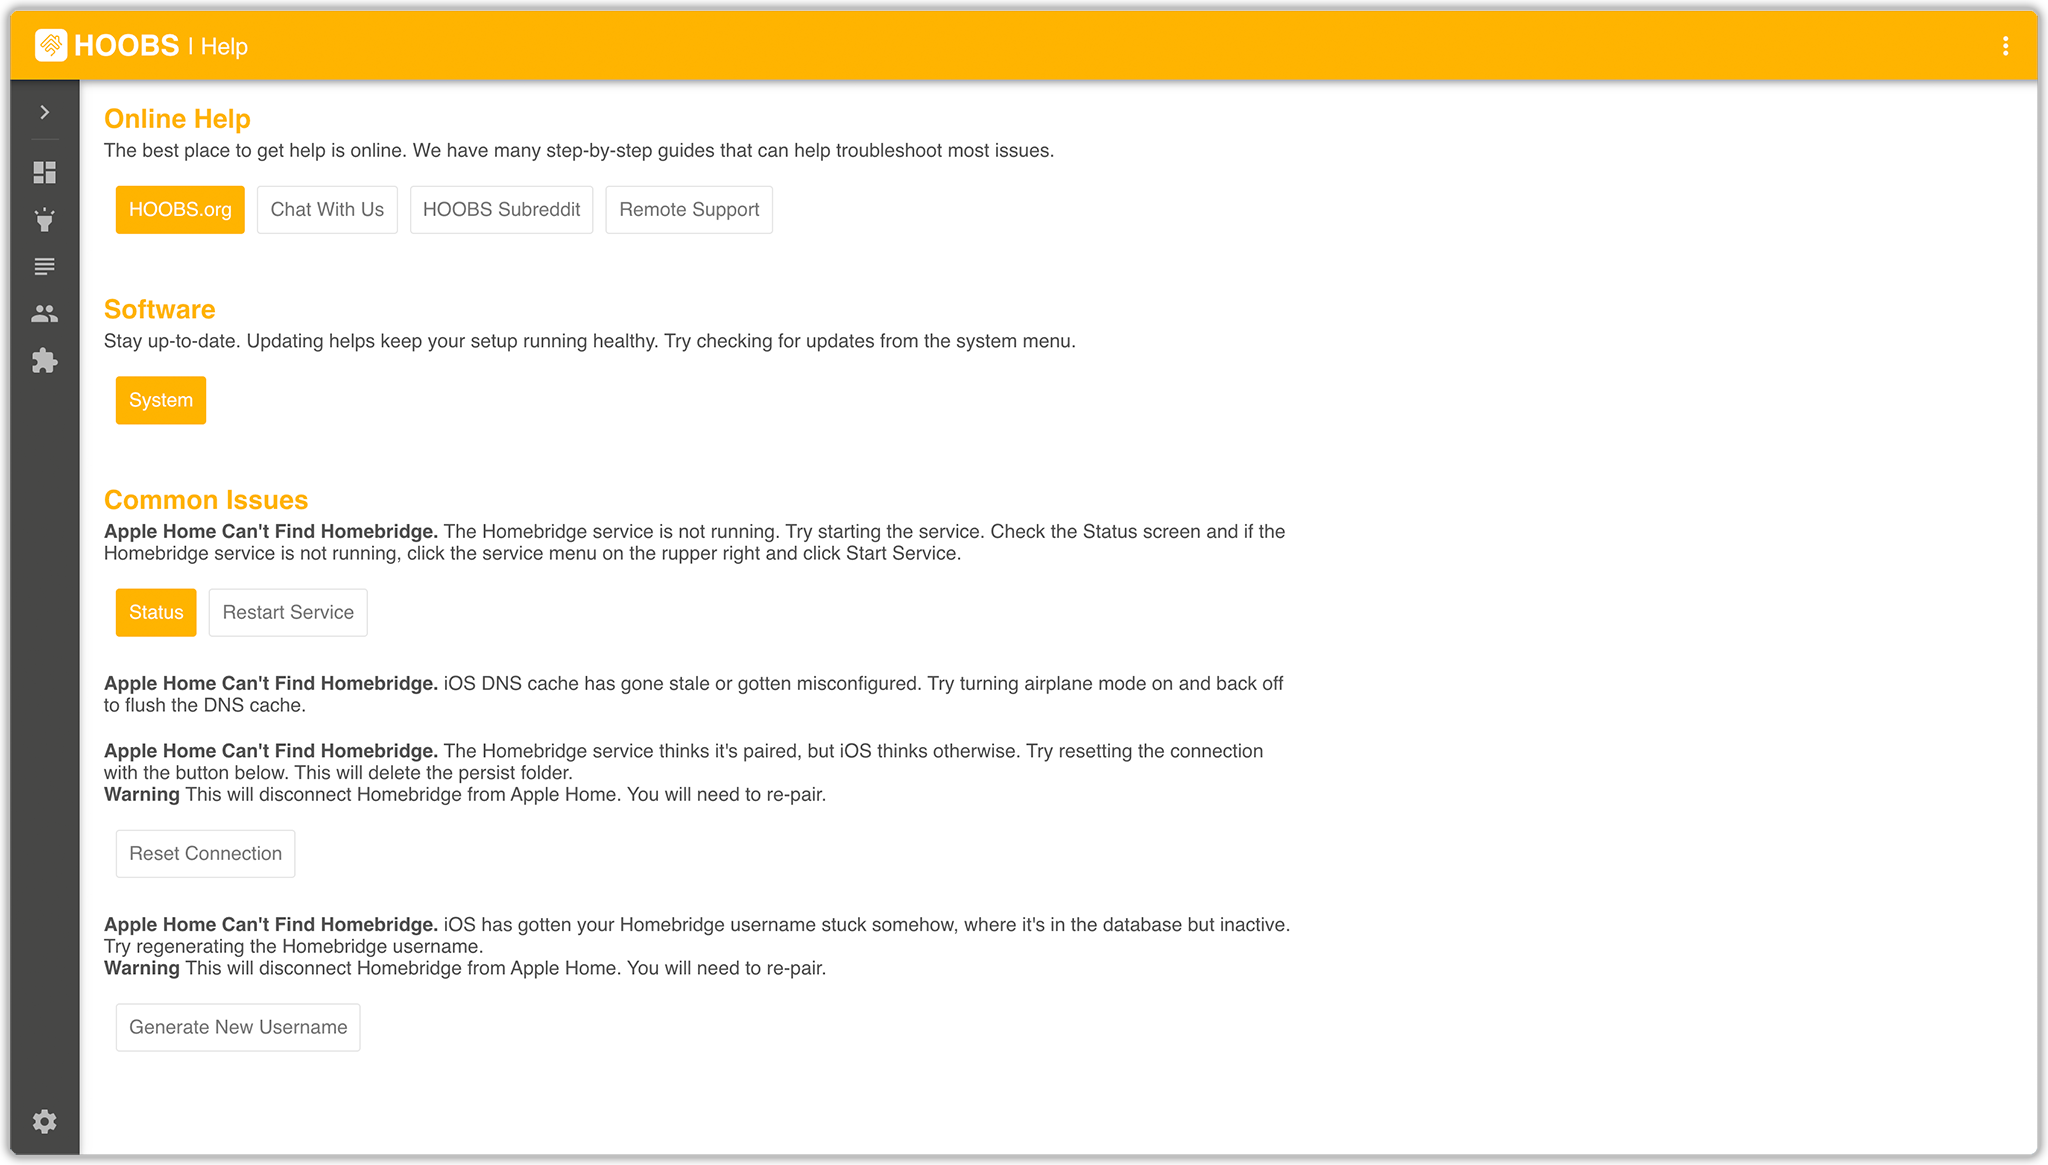 HOOBS | Help
Online Help
The best place to get help is online. We have many step-by-step guides that can help troubleshoot most issues.
HOOBS.org Chat With Us HOOBS Subreddit Remote Support
Software
Stay up-to-date. Updating helps keep your setup running healthy. Try checking for updates from the system menu.
System
Common Issues
Apple Home Can't Find Homebridge. The Homebridge service is not running. Try starting the service. Check the Status screen and if the
Homebridge service is not running, click the service menu on the rupper right and click Start Service.
Status Restart Service
Apple Home Can't Find Homebridge. iOS DNS cache has gone stale or gotten misconfigured. Try turning airplane mode on and back off
to flush the DNS cache.
Apple Home Can't Find Homebridge. The Homebridge service thinks it's paired, but iOS thinks otherwise. Try resetting the connection
with the button below. This will delete the persist folder.
Warning This will disconnect Homebridge from Apple Home. You will need to re-pair.
Reset Connection
Apple Home Can't Find Homebridge. iOS has gotten your Homebridge username stuck somehow, where it's in the database but inactive.
Try regenerating the Homebridge username.
Warning This will disconnect Homebridge from Apple Home. You will need to re-pair.
Generate New Username